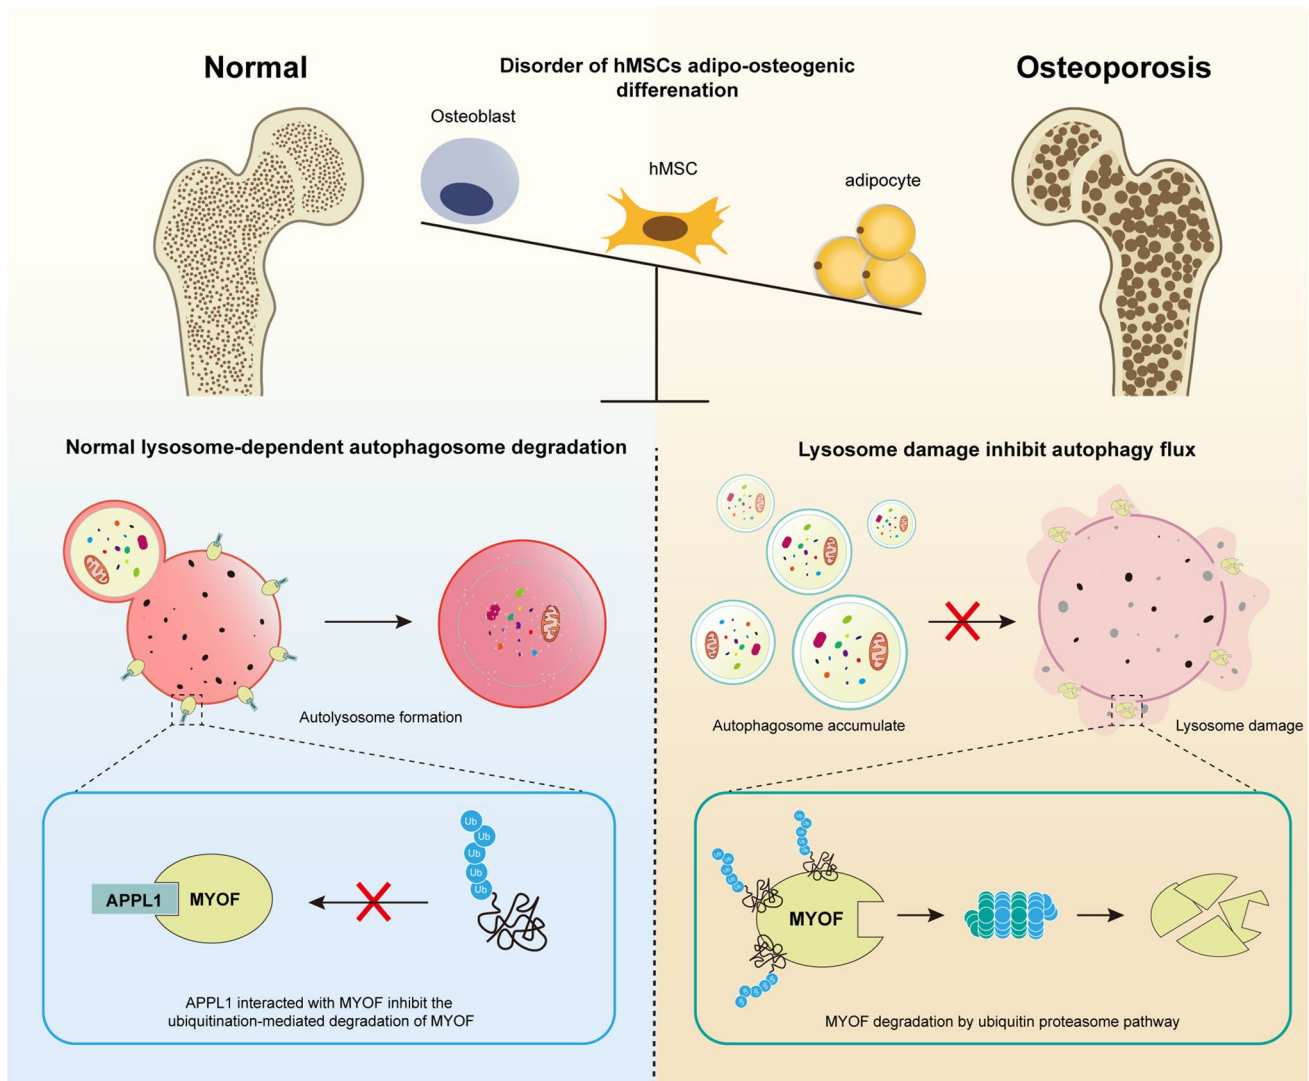 Normal
Disorder of hMSCs adipo-osteogenic
differenation
Osteoporosis
Osteoblast
hMSC
adipocyte
Normal lysosome-dependent autophagosome degradation
Lysosome damage inhibit autophagy flux
Autolysosome formation
Autophagosome accumulate
Lysosome damage
Ub
Ub
Ub
Ub
Ub
APPL1
MYOF
APPL1 interacted with MYOF inhibit the
ubiquitination-mediated degradation of MYOF
MYOF
MYOF degradation by ubiquitin proteasome pathway